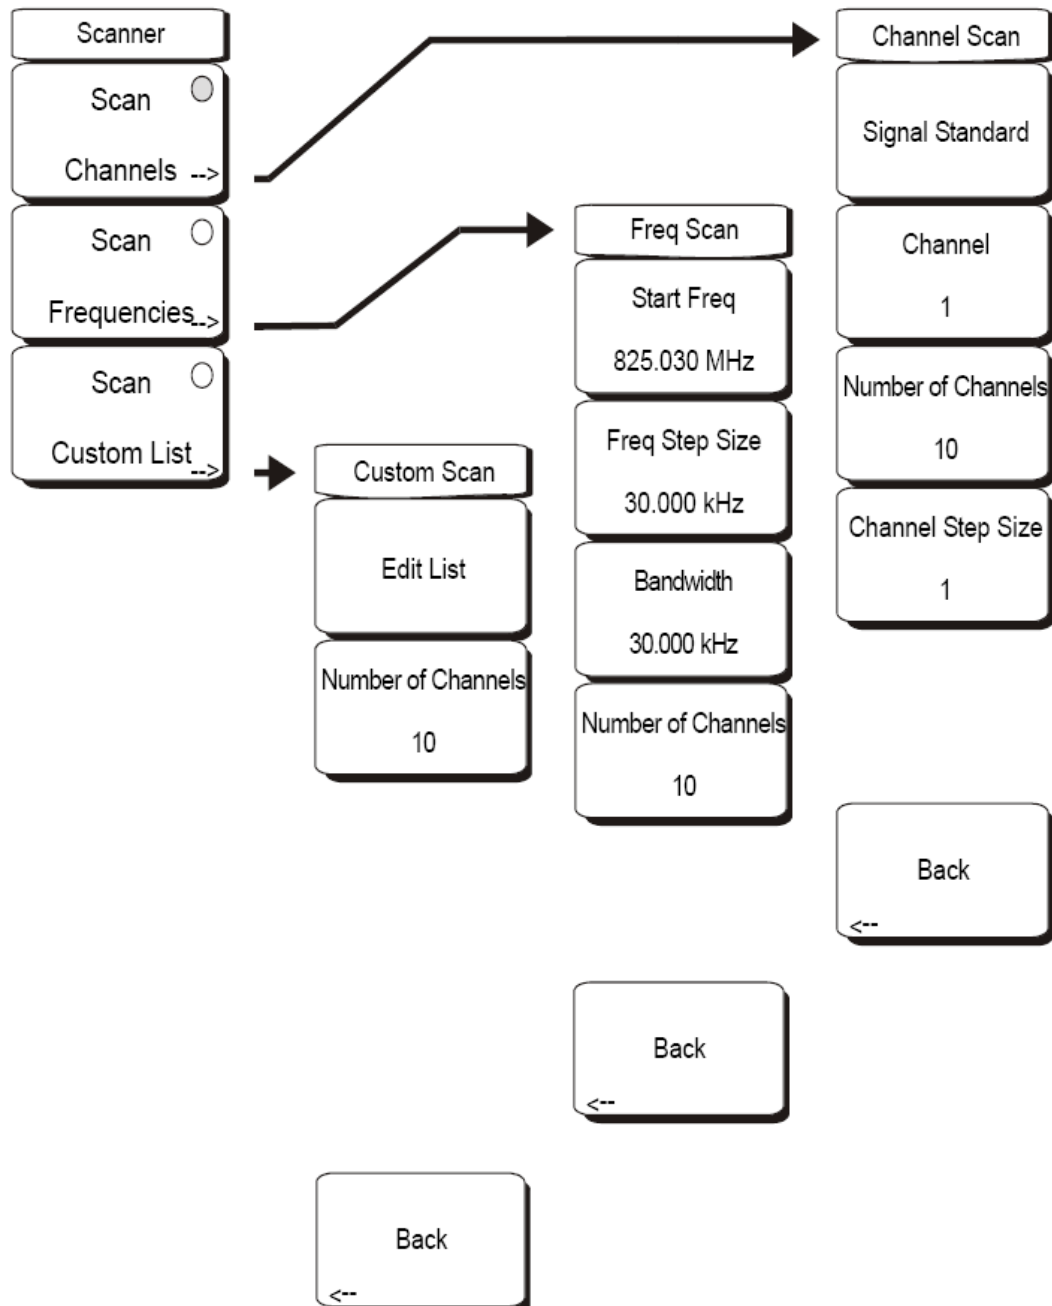 Scanner
Scan
Channels -->
Scan
Frequencies -->
Scan
Custom List -->
Custom Scan
Edit List
Number of Channels
10
Back
<--
Freq Scan
Start Freq
825.030 MHz
Freq Step Size
30.000 kHz
Bandwidth
30.000 kHz
Number of Channels
10
Back
<--
Channel Scan
Signal Standard
Channel
1
Number of Channels
10
Channel Step Size
1
Back
<--